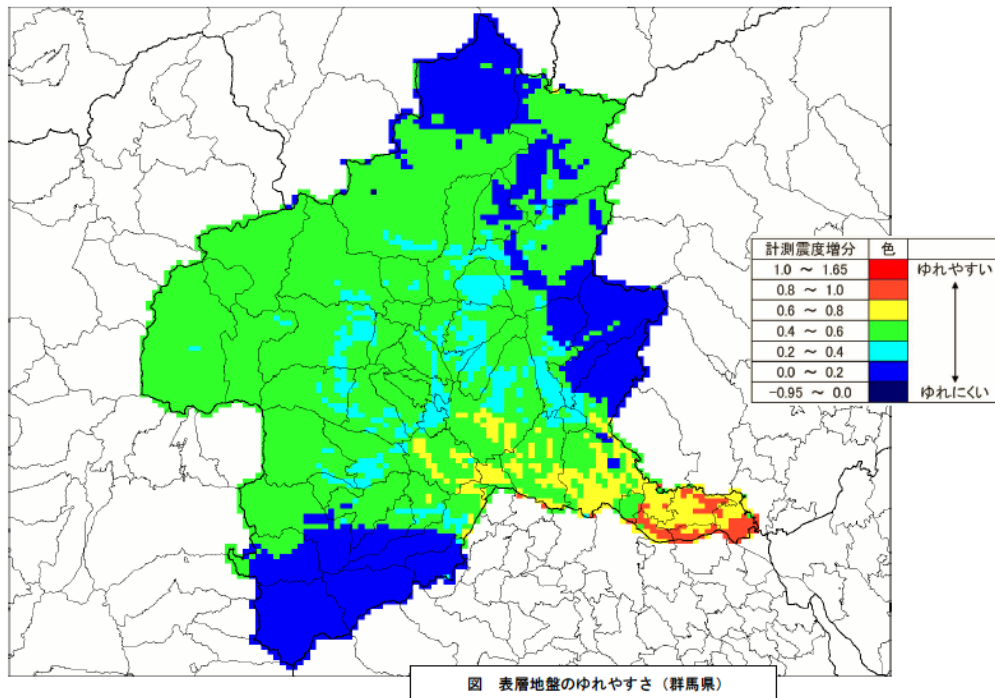 計測震度増分 色
1.0 ～ 1.65 ゆれやすい
0.8 ～ 1.0
0.6 ～ 0.8
0.4 ～ 0.6
0.2 ～ 0.4
0.0 ～ 0.2
−0.95 ～ 0.0 ゆれにくい
図 表層地盤のゆれやすさ（群馬県）